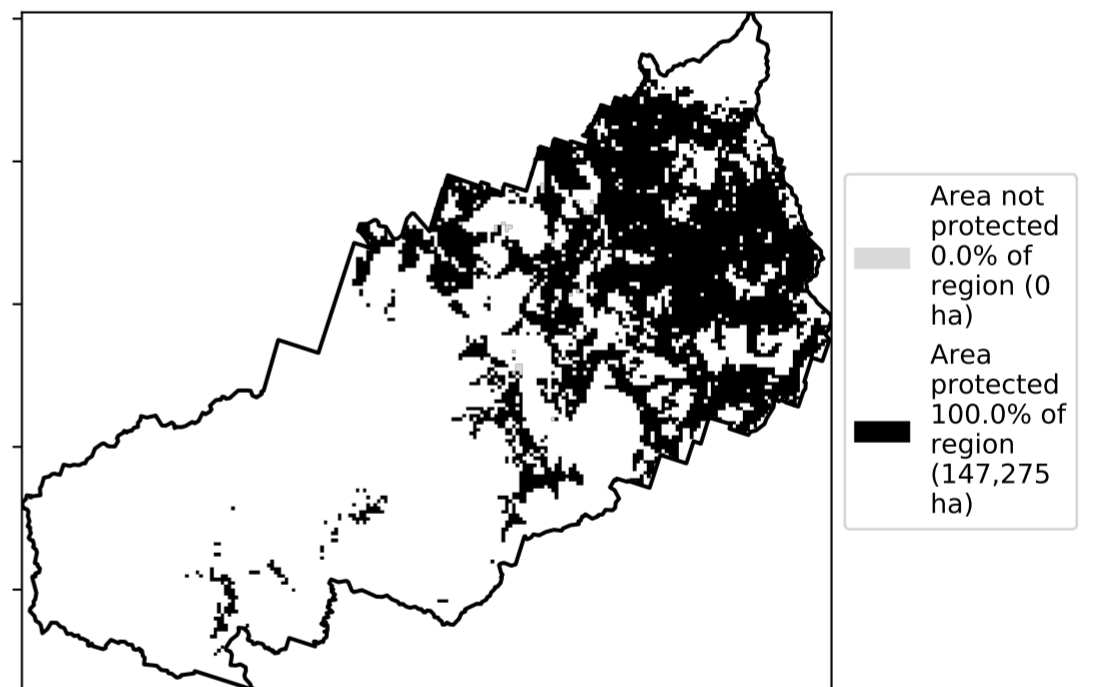 Area not
protected
0.0% of
region (0
ha)
Area
protected
100.0% of
region
(147,275
ha)